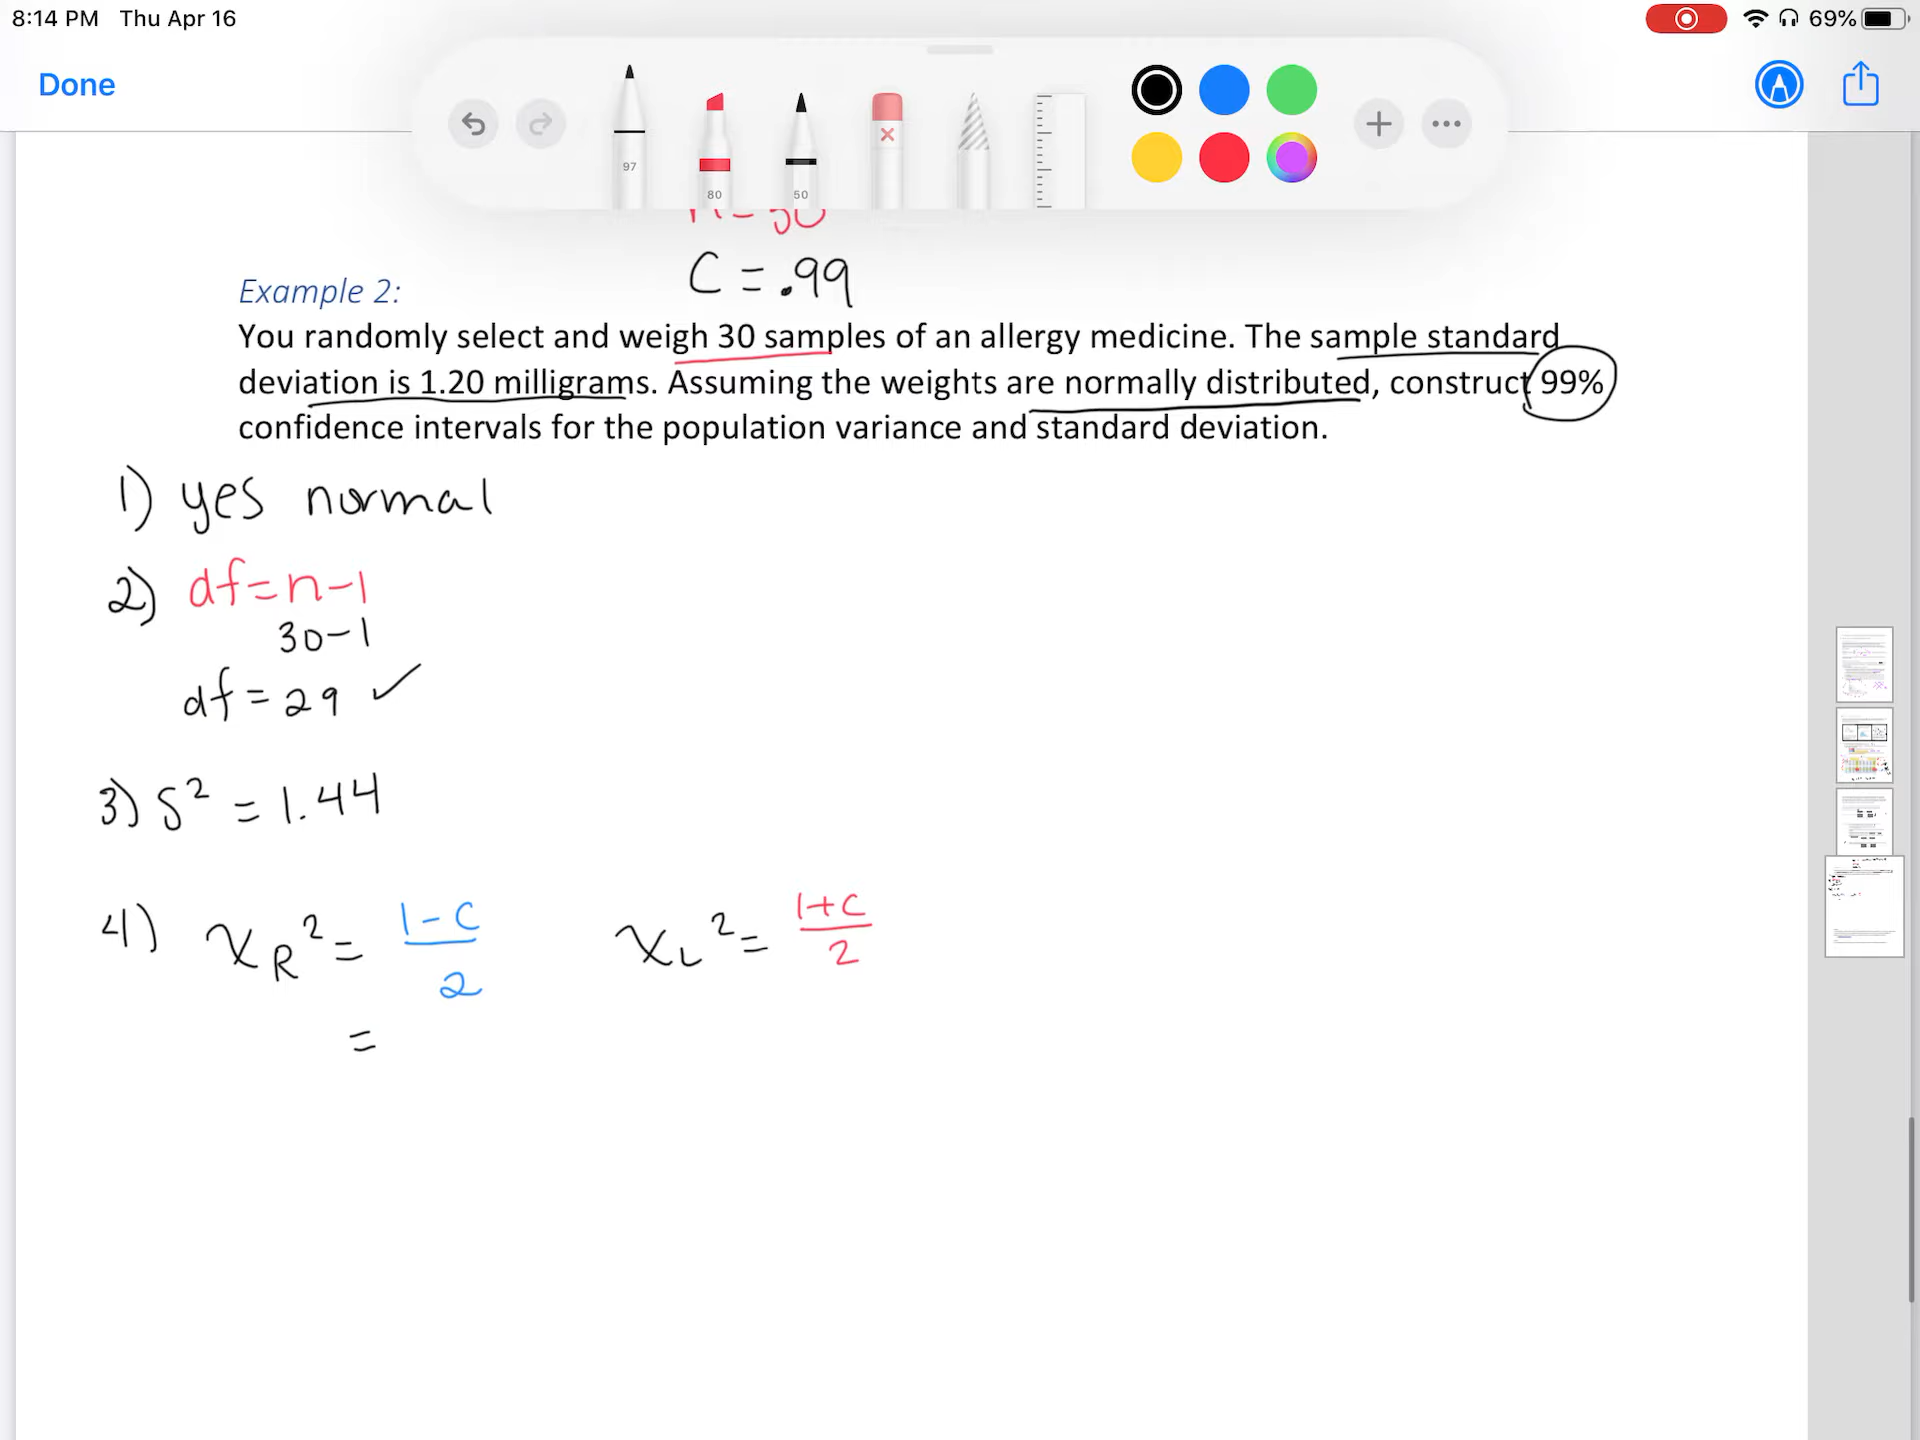 8:14 PM Thu Apr 16 69%
Done
97 80 50
C = .99
Example 2:
You randomly select and weigh 30 samples of an allergy medicine. The sample standard
deviation is 1.20 milligrams. Assuming the weights are normally distributed, construct 99%
confidence intervals for the population variance and standard deviation.
1) yes normal
2) df = n - 1
30 - 1
df = 29 ✓
3) S² = 1.44
4) χR² = 1 - C / 2 χL² = 1 + C / 2
=